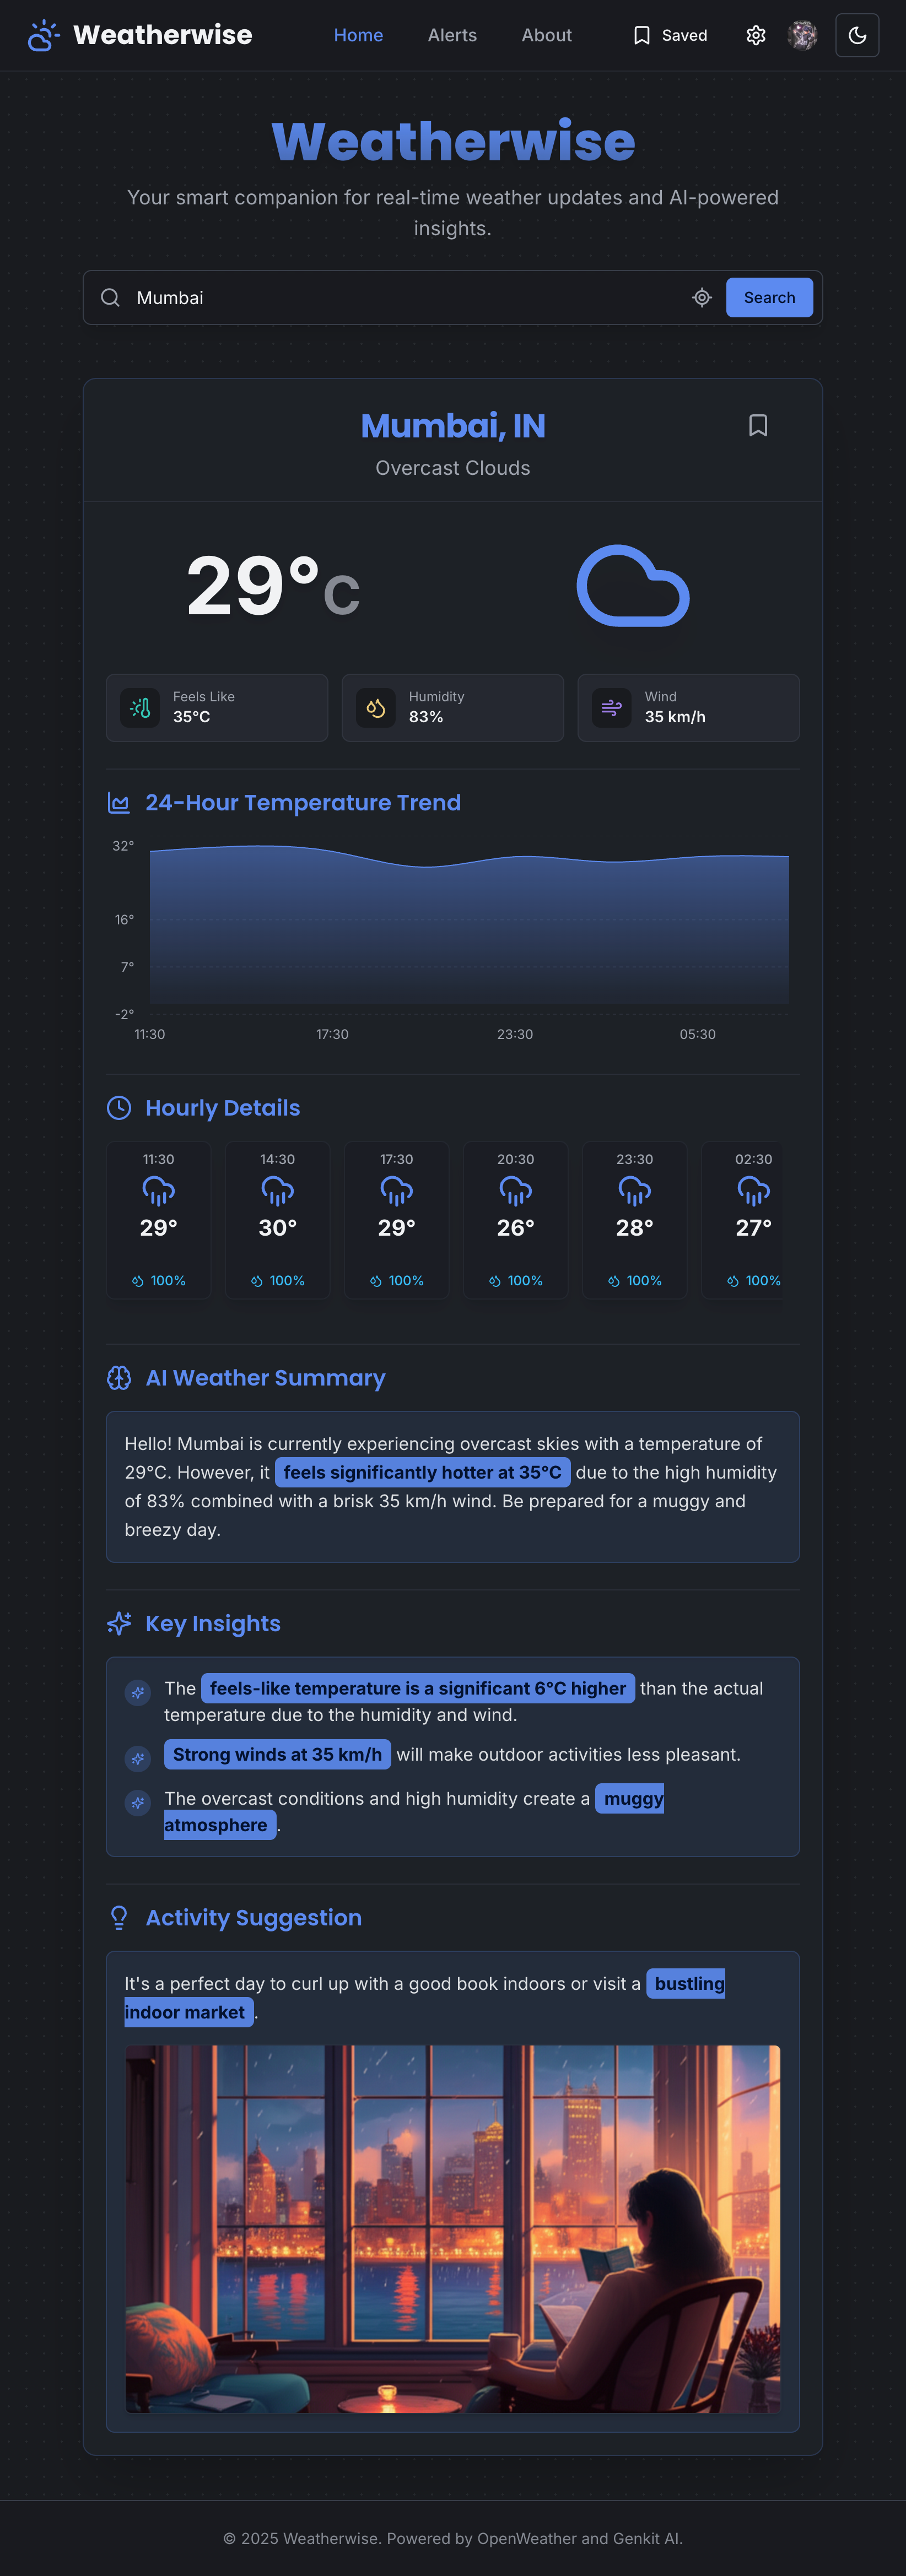 Weatherwise
Home
Alerts
About
Saved
Weatherwise
Your smart companion for real-time weather updates and AI-powered
insights.
Mumbai
Search
Mumbai, IN
Overcast Clouds
29°C
Feels Like
35°C
Humidity
83%
Wind
35 km/h
24-Hour Temperature Trend
32°
16°
7°
-2°
11:30
17:30
23:30
05:30
Hourly Details
11:30
29°
100%
14:30
30°
100%
17:30
29°
100%
20:30
26°
100%
23:30
28°
100%
02:30
27°
100%
AI Weather Summary
Hello! Mumbai is currently experiencing overcast skies with a temperature of
29°C. However, it feels significantly hotter at 35°C due to the high humidity
of 83% combined with a brisk 35 km/h wind. Be prepared for a muggy and
breezy day.
Key Insights
The feels-like temperature is a significant 6°C higher than the actual
temperature due to the humidity and wind.
Strong winds at 35 km/h will make outdoor activities less pleasant.
The overcast conditions and high humidity create a muggy
atmosphere.
Activity Suggestion
It's a perfect day to curl up with a good book indoors or visit a bustling
indoor market.
© 2025 Weatherwise. Powered by OpenWeather and Genkit AI.